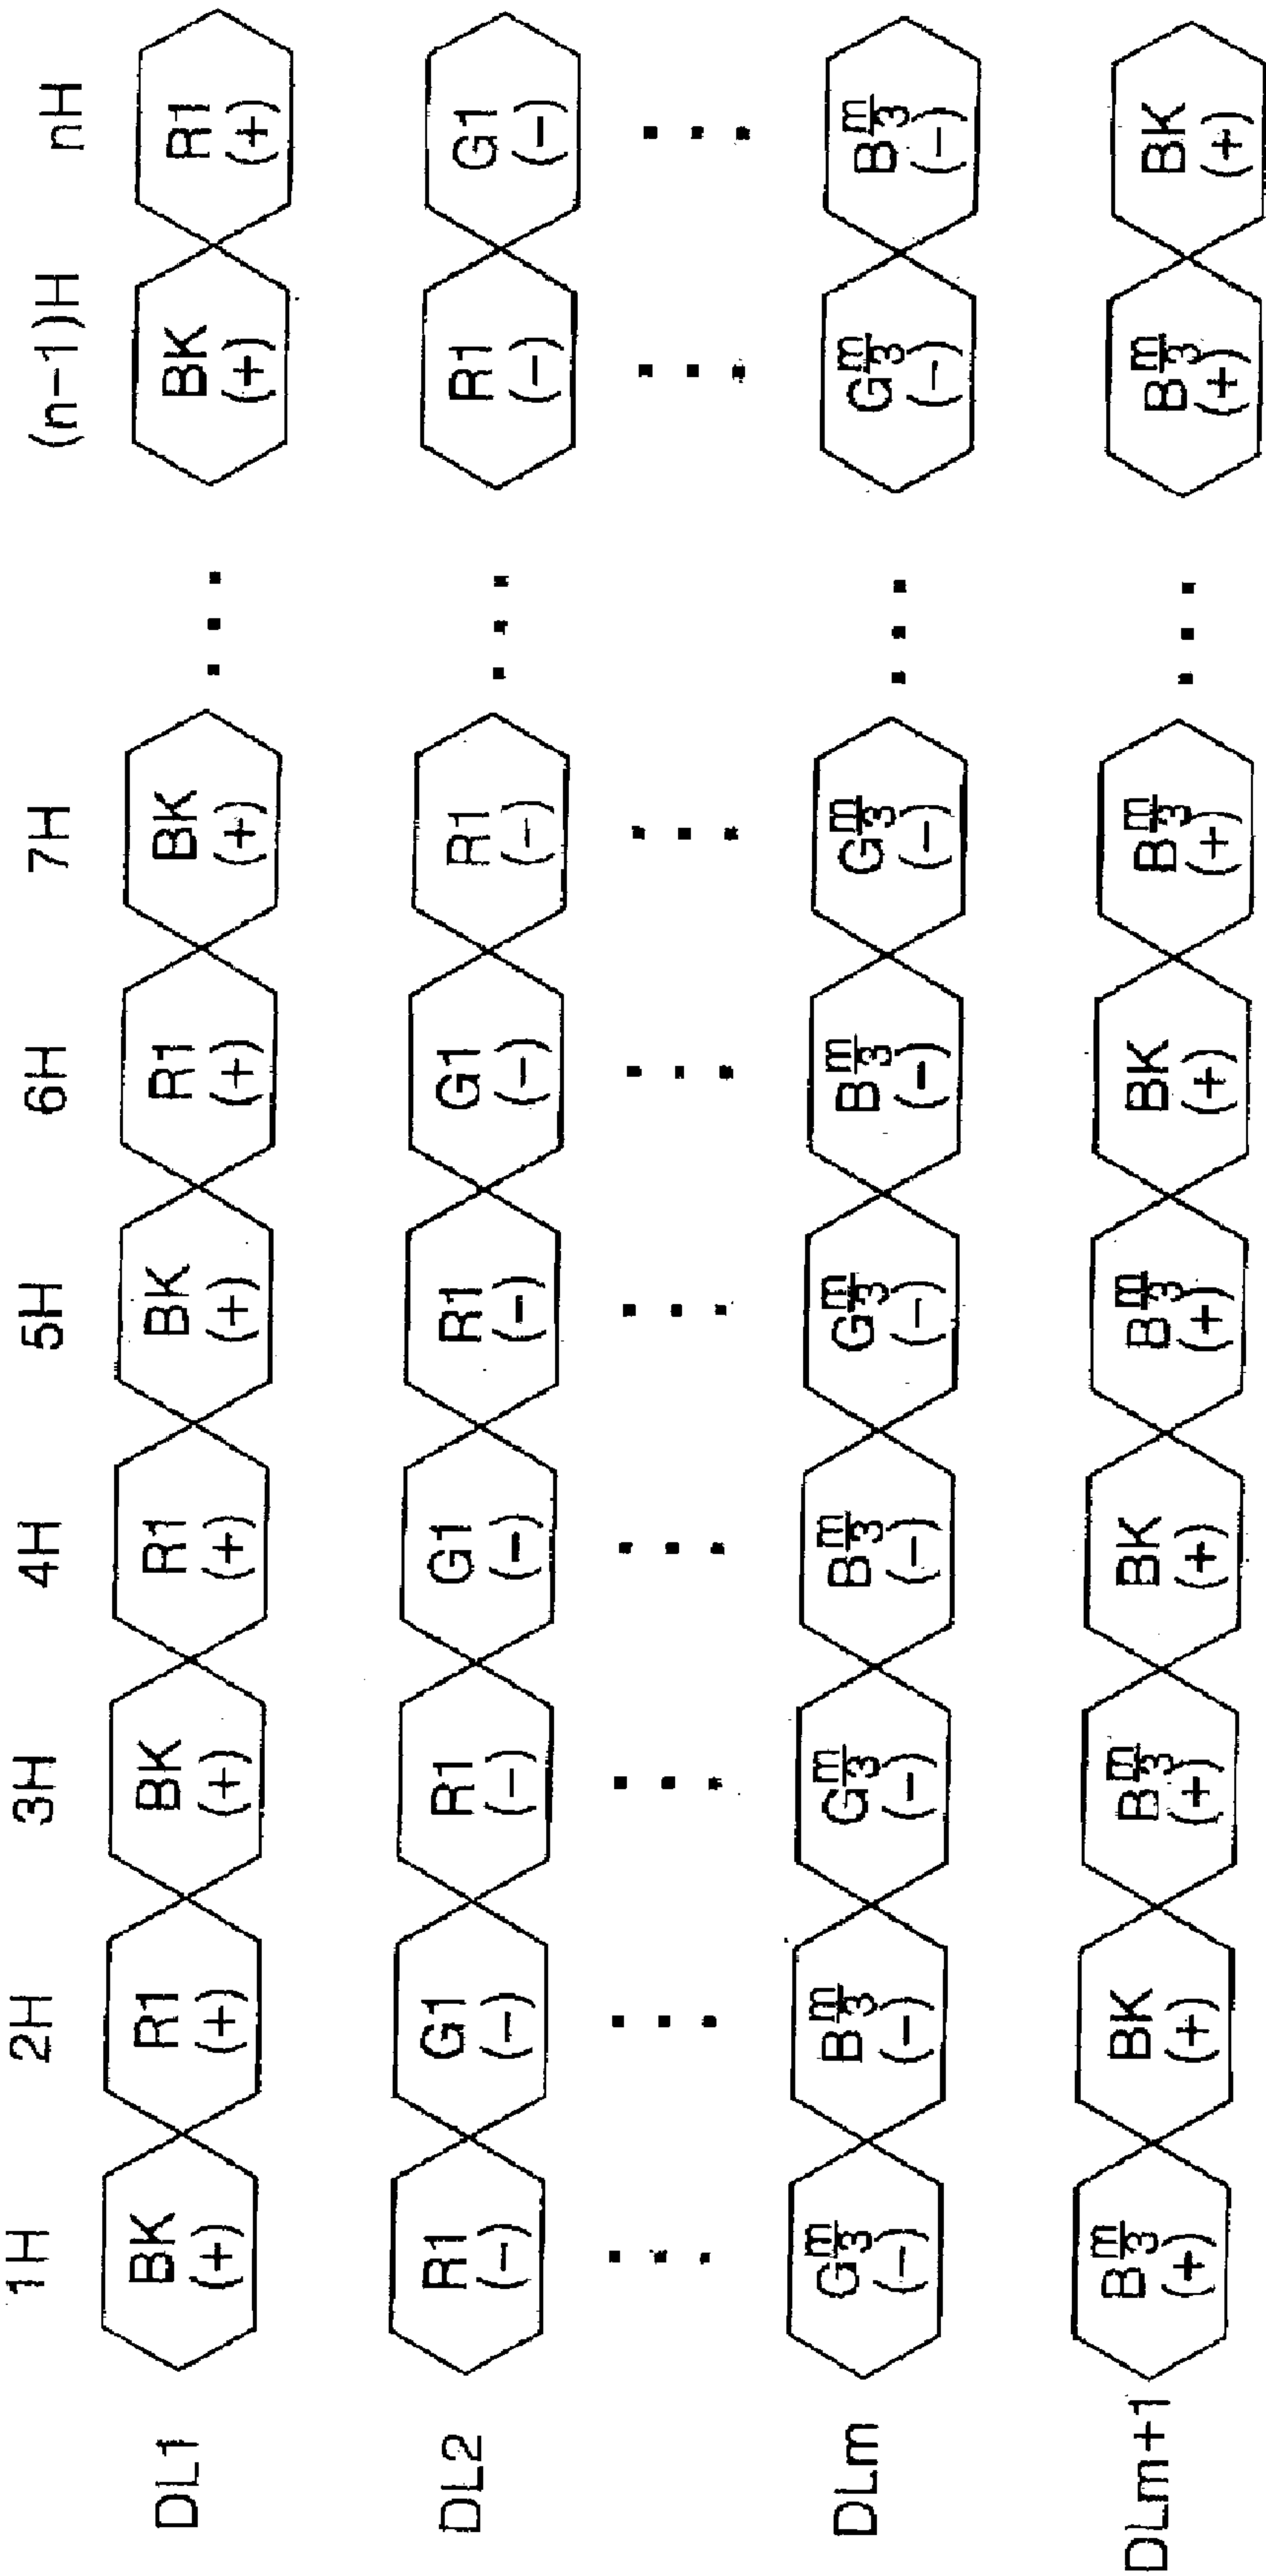 1H 2H 3H 4H 5H 6H 7H (n-1)H nH
DL1 BK R1 BK R1 BK R1 BK ... BK R1
(+) (+) (+) (+) (+) (+) (+) (+) (+)
DL2 R1 G1 R1 G1 R1 G1 R1 ... R1 G1
(-) (-) (-) (-) (-) (-) (-) (-) (-)
... ... ... ... ... ... ... ... ...
DLm Gm/3 Bm/3 Gm/3 Bm/3 Gm/3 Bm/3 Gm/3 ... Gm/3 Bm/3
(-) (-) (-) (-) (-) (-) (-) (-) (-)
DLm+1 Bm/3 BK Bm/3 BK Bm/3 BK Bm/3 ... Bm/3 BK
(+) (+) (+) (+) (+) (+) (+) (+) (+)